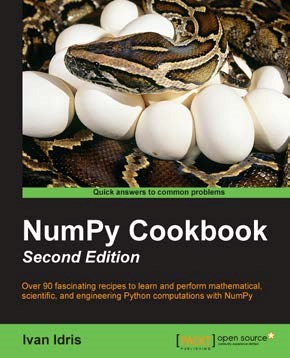 Quick answers to common problems
NumPy Cookbook
Second Edition
Over 90 fascinating recipes to learn and perform mathematical,
scientific, and engineering Python computations with NumPy
Ivan Idris
[PACKT]
PUBLISHING
open source*
community experience distilled